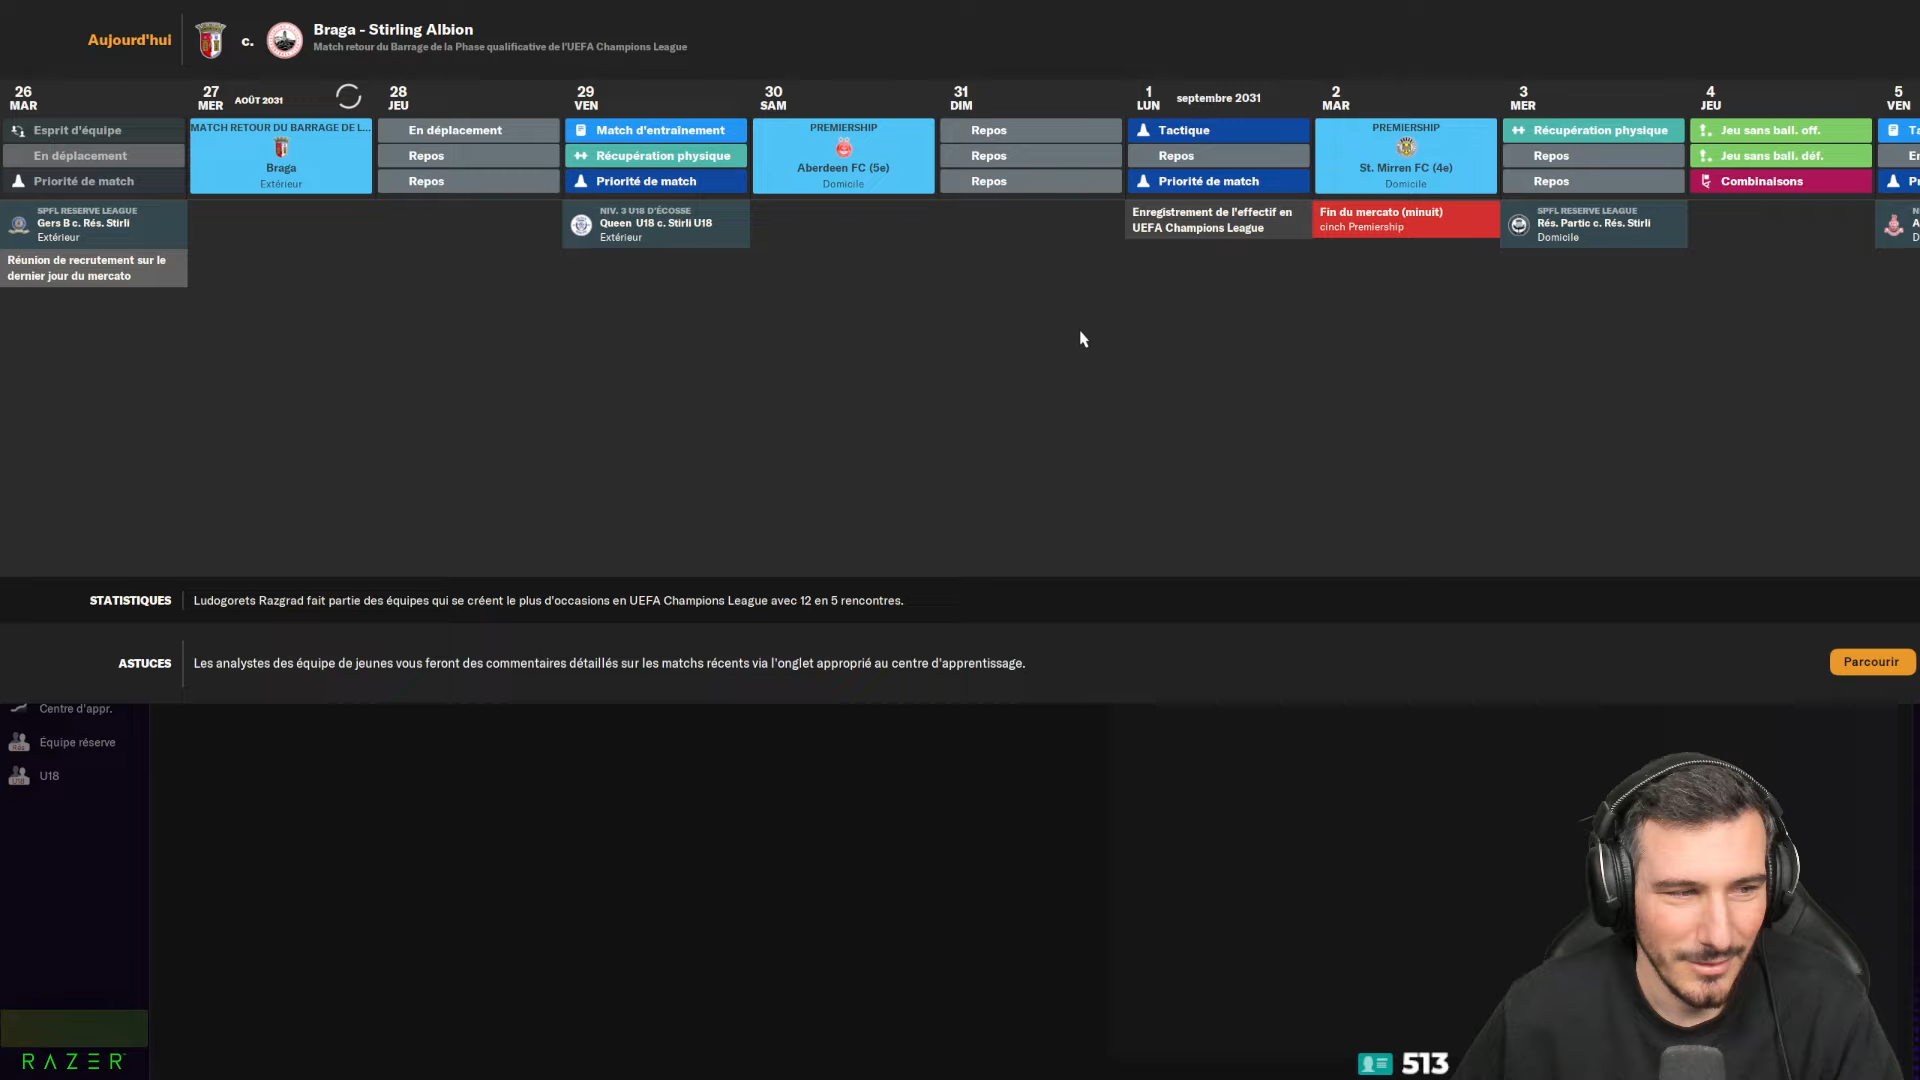 Aujourd'hui
c.
Braga - Stirling Albion
Match retour du Barrage de la Phase qualificative de l'UEFA Champions League
26
MAR
27
MER
AOÛT 2031
28
JEU
29
VEN
30
SAM
31
DIM
1
LUN
septembre 2031
2
MAR
3
MER
4
JEU
5
VEN
Esprit d'équipe
En déplacement
Priorité de match
MATCH RETOUR DU BARRAGE DE L...
Braga
Extérieur
En déplacement
Repos
Repos
Match d'entraînement
Récupération physique
Priorité de match
PREMIERSHIP
Aberdeen FC (5e)
Domicile
Repos
Repos
Repos
Tactique
Repos
Priorité de match
PREMIERSHIP
St. Mirren FC (4e)
Domicile
Récupération physique
Repos
Repos
Jeu sans ball. off.
Jeu sans ball. déf.
Combinaisons
SPFL RESERVE LEAGUE
Gers B c. Rés. Stirli
Extérieur
Réunion de recrutement sur le
dernier jour du mercato
NIV. 3 U18 D'ÉCOSSE
Queen U18 c. Stirli U18
Extérieur
Enregistrement de l'effectif en
UEFA Champions League
Fin du mercato (minuit)
cinch Premiership
SPFL RESERVE LEAGUE
Rés. Partic c. Rés. Stirli
Domicile
STATISTIQUES
Ludogorets Razgrad fait partie des équipes qui se créent le plus d'occasions en UEFA Champions League avec 12 en 5 rencontres.
ASTUCES
Les analystes des équipe de jeunes vous feront des commentaires détaillés sur les matchs récents via l'onglet approprié au centre d'apprentissage.
Parcourir
Centre d'appr.
Équipe réserve
U18
RAZER
513